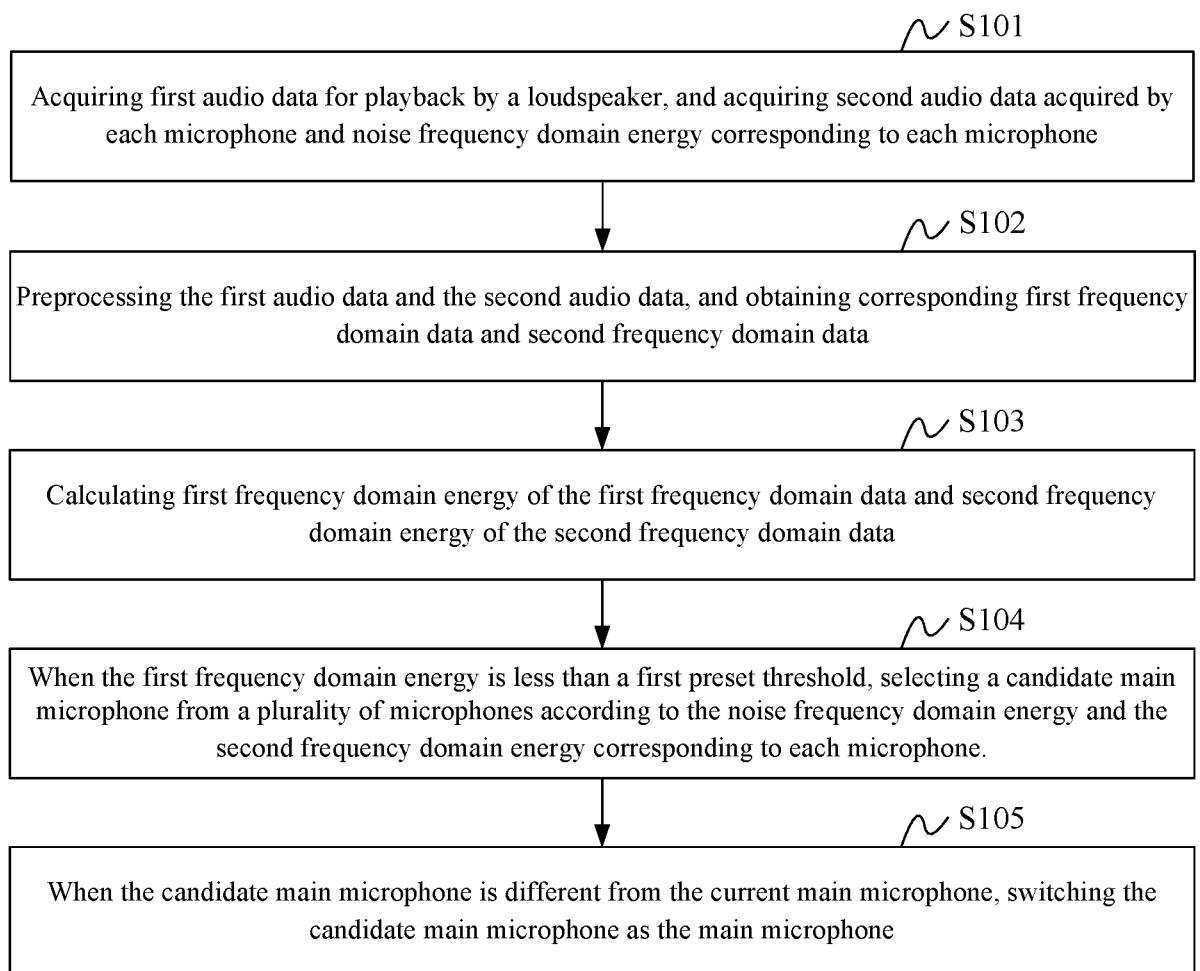 S101
Acquiring first audio data for playback by a loudspeaker, and acquiring second audio data acquired by
each microphone and noise frequency domain energy corresponding to each microphone
S102
Preprocessing the first audio data and the second audio data, and obtaining corresponding first frequency
domain data and second frequency domain data
S103
Calculating first frequency domain energy of the first frequency domain data and second frequency
domain energy of the second frequency domain data
S104
When the first frequency domain energy is less than a first preset threshold, selecting a candidate main
microphone from a plurality of microphones according to the noise frequency domain energy and the
second frequency domain energy corresponding to each microphone.
S105
When the candidate main microphone is different from the current main microphone, switching the
candidate main microphone as the main microphone